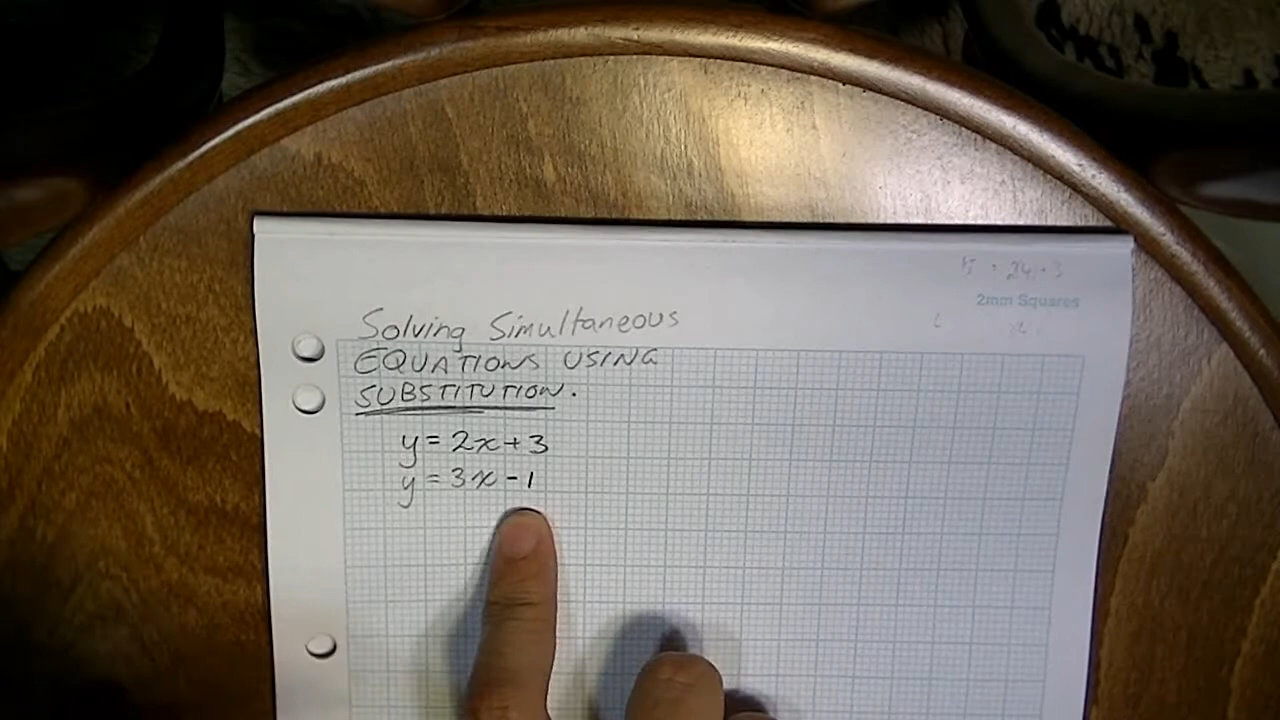 2mm Squares
Solving Simultaneous
EQUATIONS USING
SUBSTITUTION.
y = 2x + 3
y = 3x - 1